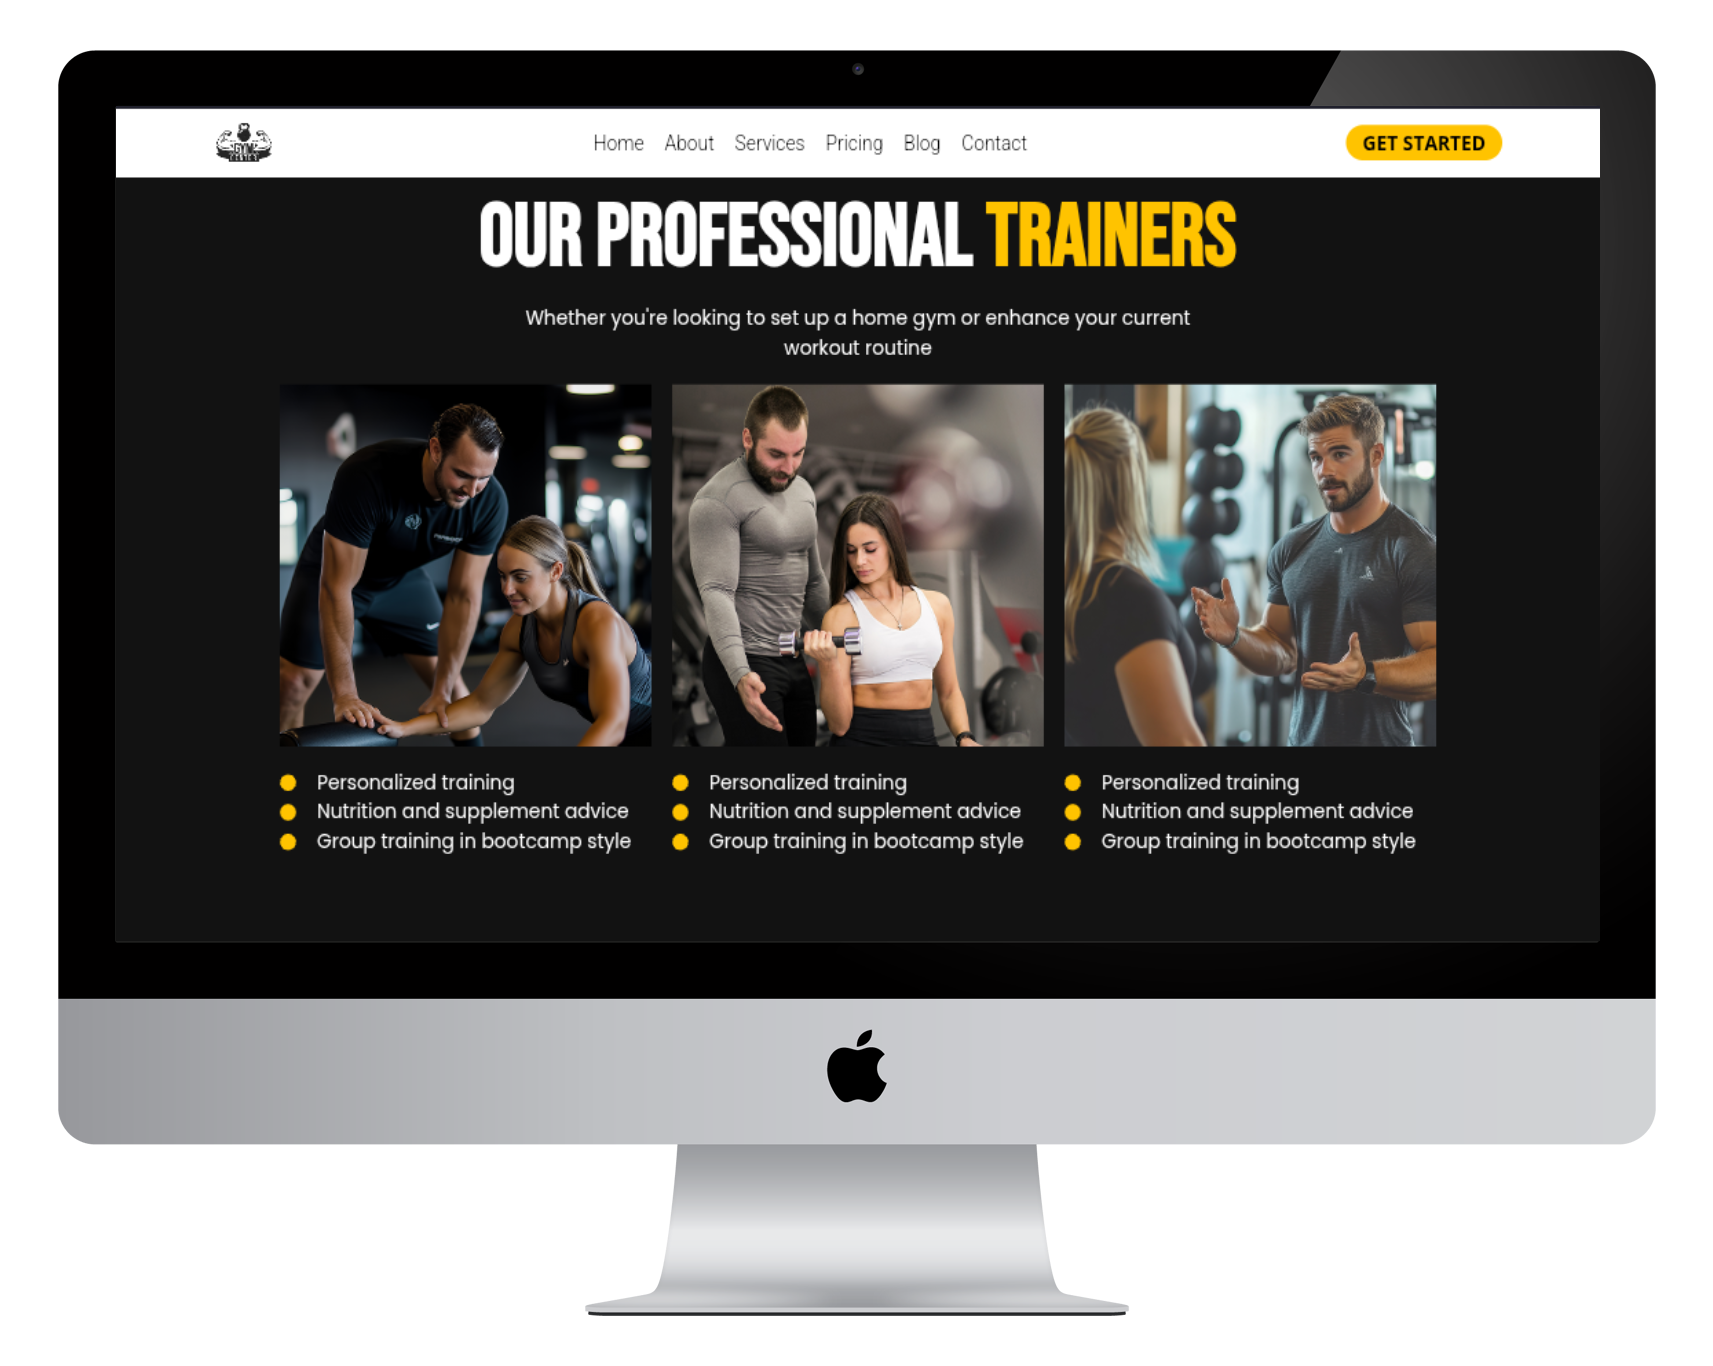 GYM
CENTER
Home About Services Pricing Blog Contact
GET STARTED
OUR PROFESSIONAL TRAINERS
Whether you're looking to set up a home gym or enhance your current
workout routine
Personalized training
Nutrition and supplement advice
Group training in bootcamp style
Personalized training
Nutrition and supplement advice
Group training in bootcamp style
Personalized training
Nutrition and supplement advice
Group training in bootcamp style